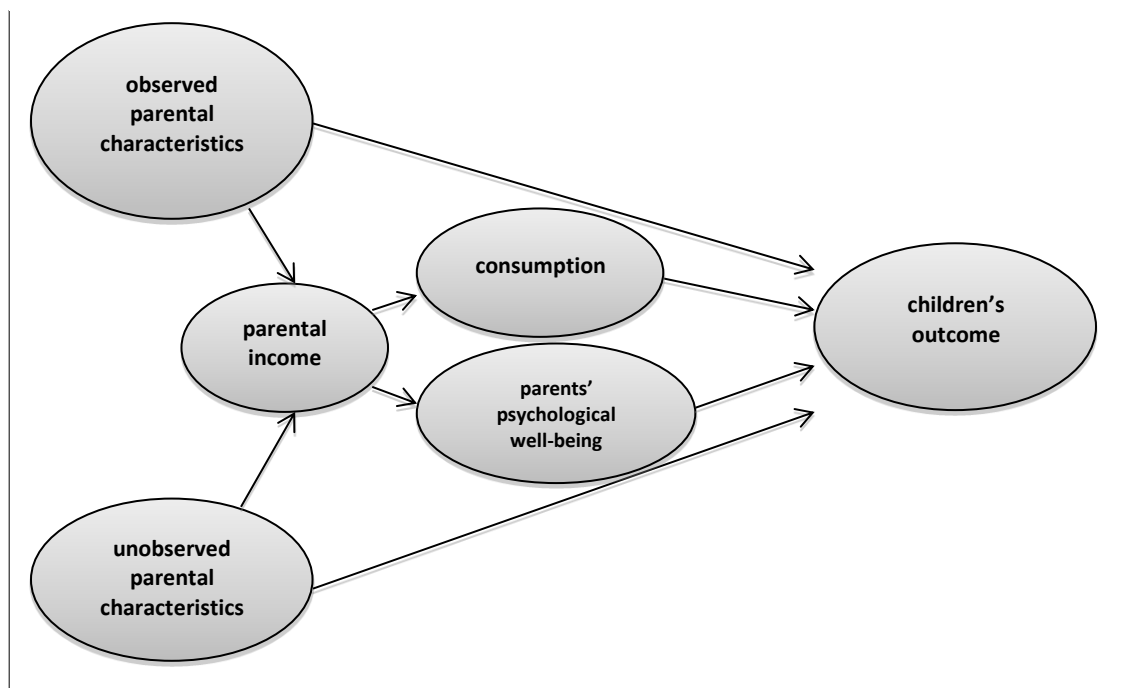 observed
parental
characteristics
consumption
children’s
outcome
parental
income
parents’
psychological
well-being
unobserved
parental
characteristics